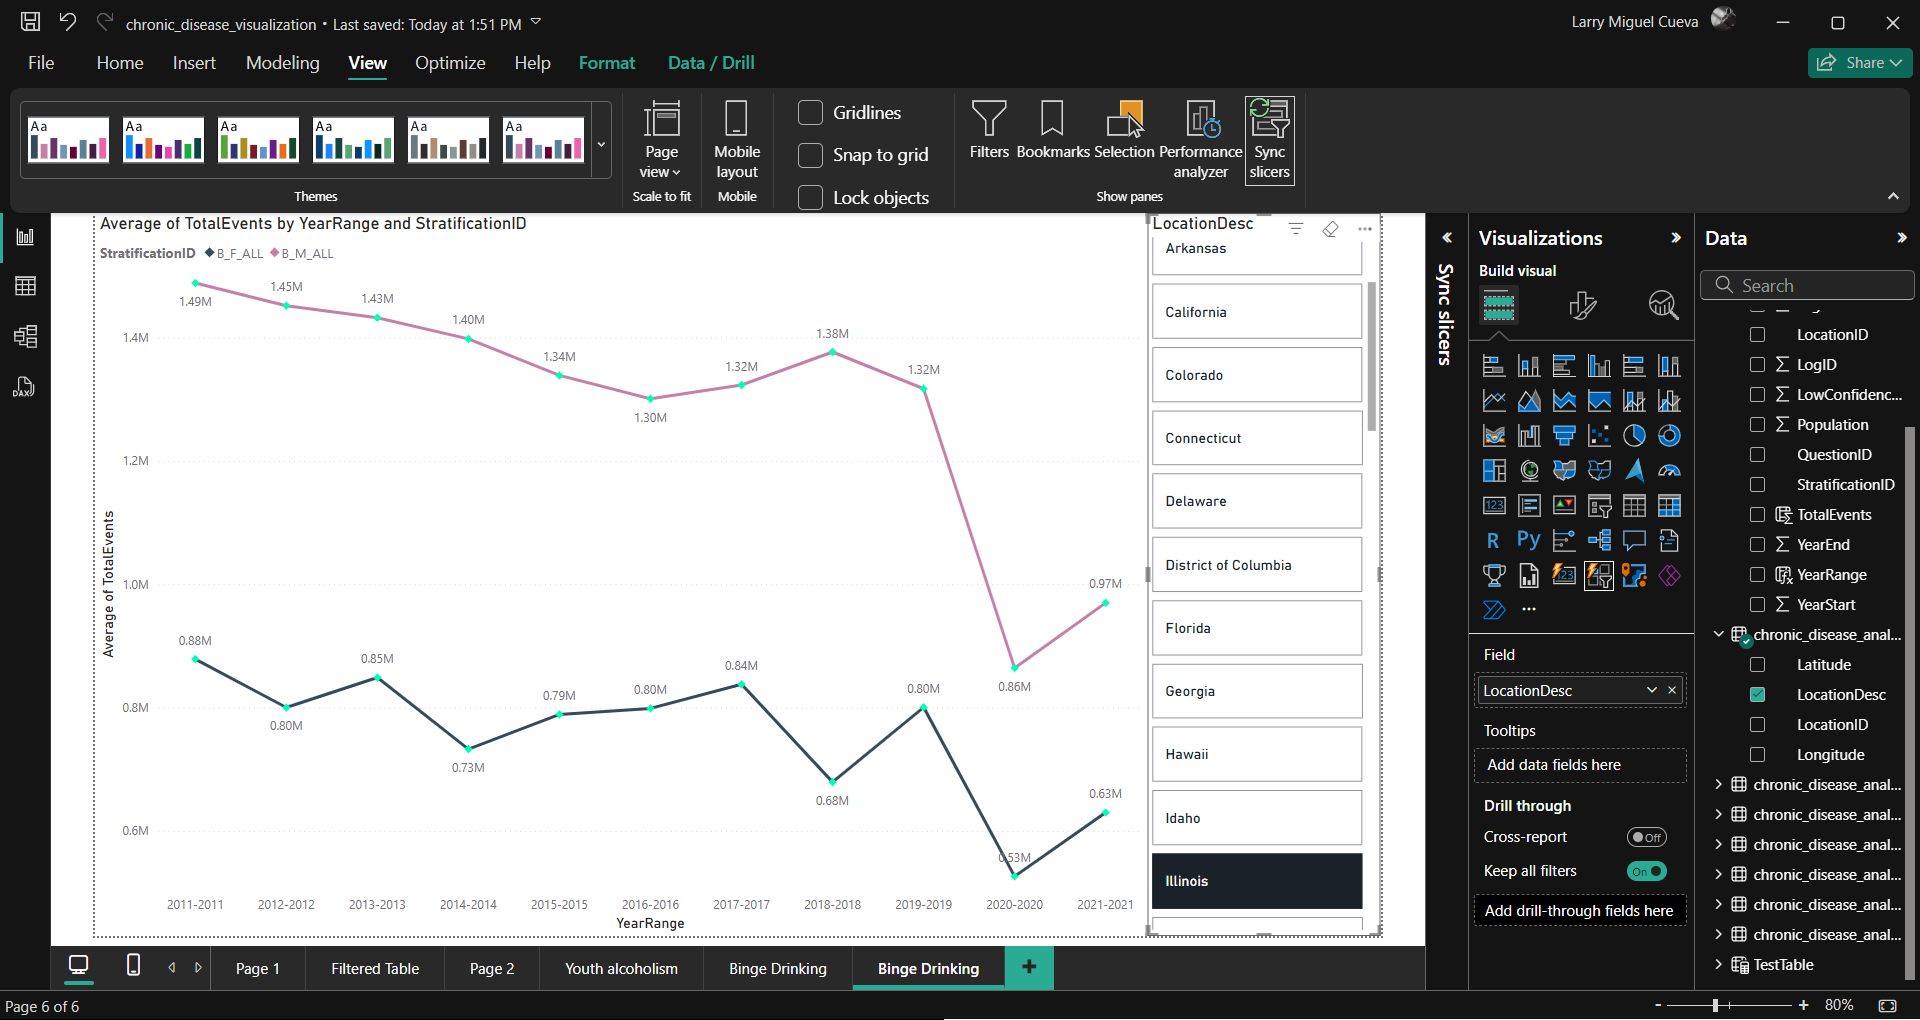 chronic_disease_visualization • Last saved: Today at 1:51 PM
Larry Miguel Cueva
File Home Insert Modeling View Optimize Help Format Data / Drill
Share
Aa Aa Aa Aa Aa Aa
Themes
Page view
Scale to fit
Mobile layout
Mobile
Gridlines
Snap to grid
Lock objects
Filters Bookmarks Selection Performance analyzer Sync slicers
Show panes
Average of TotalEvents by YearRange and StratificationID
StratificationID B_F_ALL B_M_ALL
1.49M 1.45M 1.43M 1.40M 1.34M 1.30M 1.32M 1.38M 1.32M 0.86M 0.97M
0.88M 0.80M 0.85M 0.73M 0.79M 0.80M 0.84M 0.68M 0.80M 0.53M 0.63M
1.4M
1.2M
1.0M
0.8M
0.6M
Average of TotalEvents
2011-2011 2012-2012 2013-2013 2014-2014 2015-2015 2016-2016 2017-2017 2018-2018 2019-2019 2020-2020 2021-2021
YearRange
LocationDesc
Arkansas
California
Colorado
Connecticut
Delaware
District of Columbia
Florida
Georgia
Hawaii
Idaho
Illinois
Sync slicers
Visualizations
Build visual
123
R Py
123
Field
LocationDesc
Tooltips
Add data fields here
Drill through
Cross-report
Off
Keep all filters
On
Add drill-through fields here
Data
Search
LocationID
LogID
LowConfidenc...
Population
QuestionID
StratificationID
TotalEvents
YearEnd
YearRange
YearStart
chronic_disease_anal...
Latitude
LocationDesc
LocationID
Longitude
chronic_disease_anal...
chronic_disease_anal...
chronic_disease_anal...
chronic_disease_anal...
chronic_disease_anal...
chronic_disease_anal...
TestTable
DAX
Page 1 Filtered Table Page 2 Youth alcoholism Binge Drinking Binge Drinking +
Page 6 of 6
- + 80%